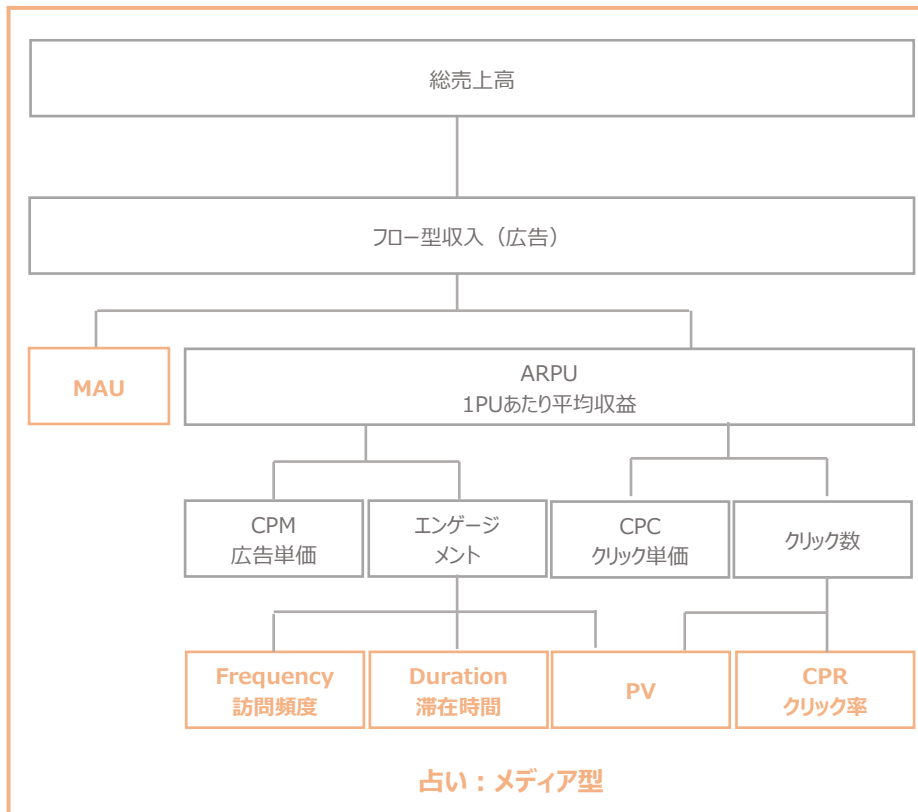 総売上高
フロー型収入（広告）
MAU
ARPU
1PUあたり平均収益
CPM
広告単価
エンゲージ
メント
CPC
クリック単価
クリック数
Frequency
訪問頻度
Duration
滞在時間
PV
CPR
クリック率
占い：メディア型